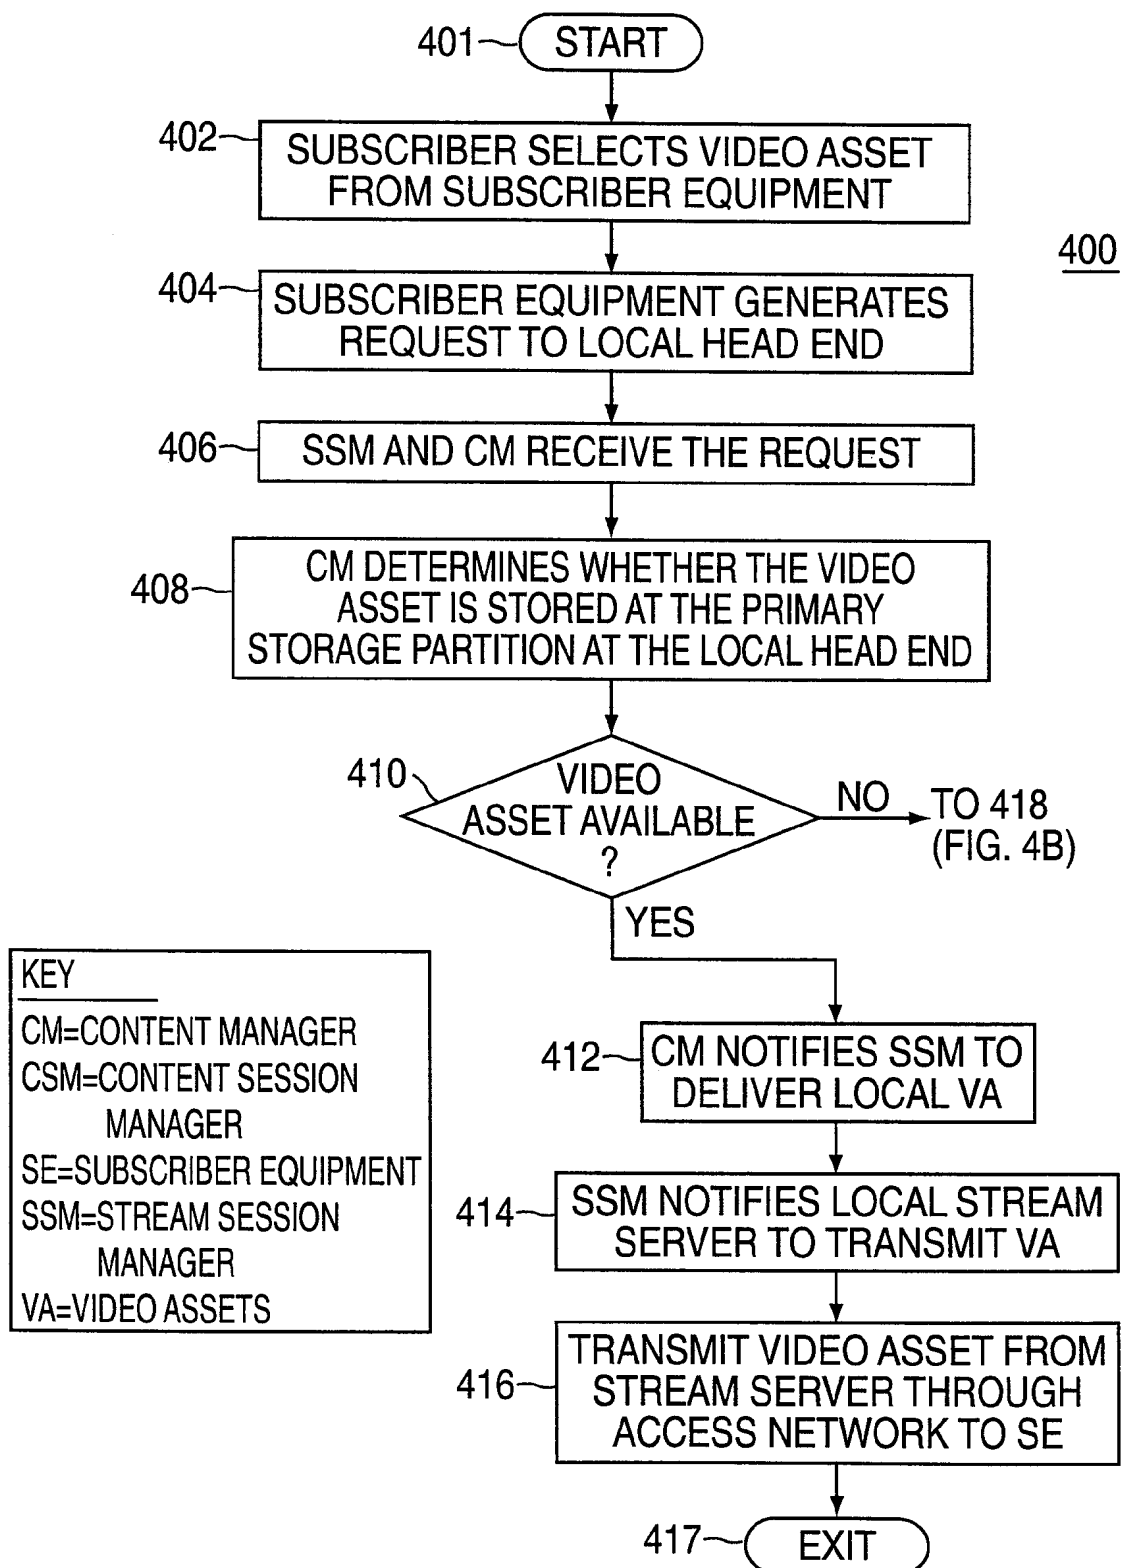 401
START
402
SUBSCRIBER SELECTS VIDEO ASSET
FROM SUBSCRIBER EQUIPMENT
400
404
SUBSCRIBER EQUIPMENT GENERATES
REQUEST TO LOCAL HEAD END
406
SSM AND CM RECEIVE THE REQUEST
408
CM DETERMINES WHETHER THE VIDEO
ASSET IS STORED AT THE PRIMARY
STORAGE PARTITION AT THE LOCAL HEAD END
410
VIDEO
ASSET AVAILABLE
?
NO
TO 418
(FIG. 4B)
YES
KEY
CM=CONTENT MANAGER
CSM=CONTENT SESSION
MANAGER
SE=SUBSCRIBER EQUIPMENT
SSM=STREAM SESSION
MANAGER
VA=VIDEO ASSETS
412
CM NOTIFIES SSM TO
DELIVER LOCAL VA
414
SSM NOTIFIES LOCAL STREAM
SERVER TO TRANSMIT VA
416
TRANSMIT VIDEO ASSET FROM
STREAM SERVER THROUGH
ACCESS NETWORK TO SE
417
EXIT